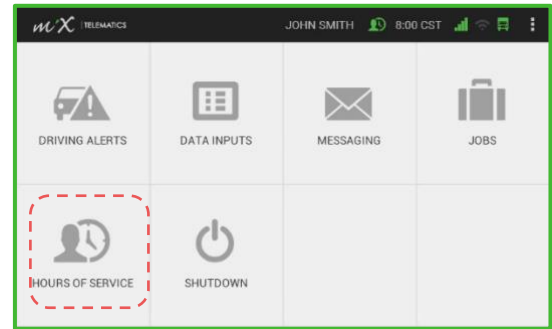 MiX TELEMATICS JOHN SMITH 8:00 CST
DRIVING ALERTS DATA INPUTS MESSAGING JOBS
HOURS OF SERVICE SHUTDOWN